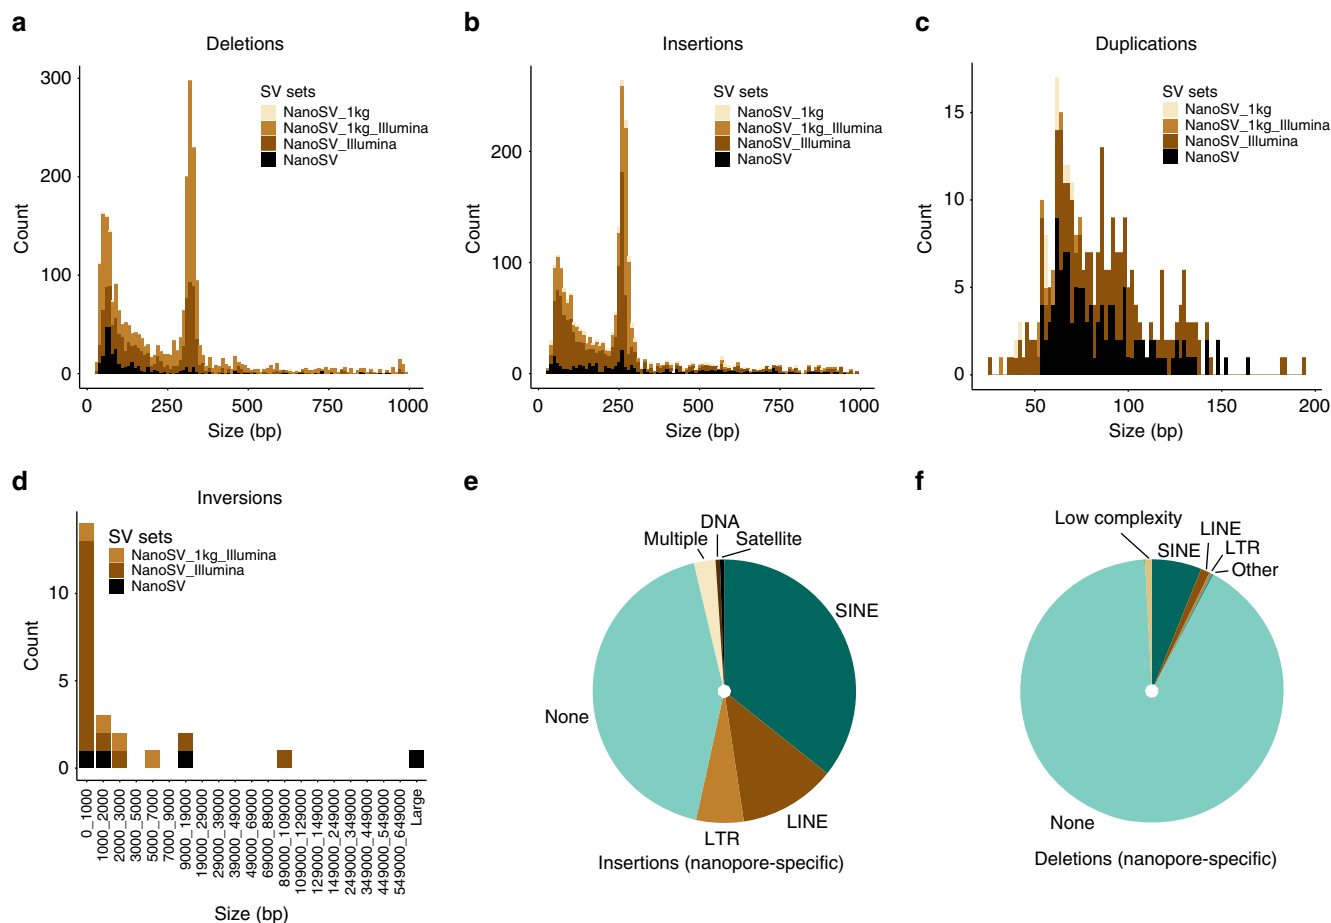 a
Deletions
SV sets
NanoSV_1kg
NanoSV_1kg_Illumina
NanoSV_Illumina
NanoSV
300
200
100
0
Count
0 250 500 750 1000
Size (bp)
b
Insertions
SV sets
NanoSV_1kg
NanoSV_1kg_Illumina
NanoSV_Illumina
NanoSV
200
100
0
Count
0 250 500 750 1000
Size (bp)
c
Duplications
SV sets
NanoSV_1kg
NanoSV_1kg_Illumina
NanoSV_Illumina
NanoSV
15
10
5
0
Count
50 100 150 200
Size (bp)
d
Inversions
SV sets
NanoSV_1kg_Illumina
NanoSV_Illumina
NanoSV
10
5
0
Count
0_1000
1000_2000
2000_3000
3000_5000
5000_7000
7000_9000
9000_19000
19000_29000
29000_39000
39000_49000
49000_69000
69000_89000
89000_109000
109000_129000
129000_149000
149000_249000
249000_349000
349000_449000
449000_549000
549000_649000
Large
Size (bp)
e
DNA
Multiple
Satellite
SINE
None
LINE
LTR
Insertions (nanopore-specific)
f
Low complexity
SINE
LINE
LTR
Other
None
Deletions (nanopore-specific)